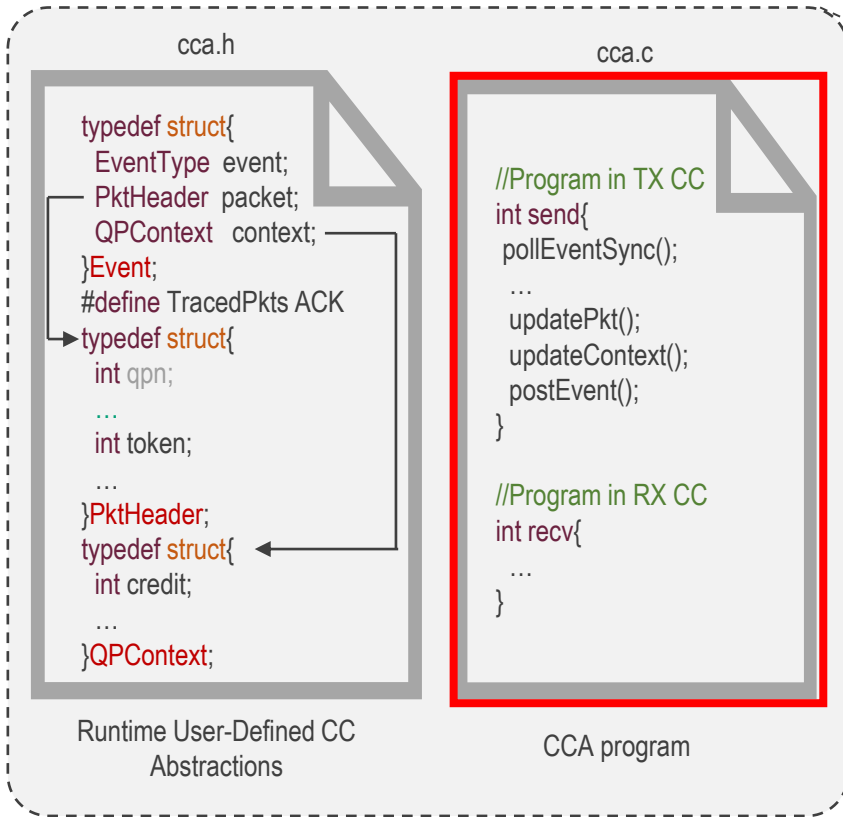 cca.h
typedef struct{
EventType event;
PktHeader packet;
QPContext context;
}Event;
#define TracedPkts ACK
typedef struct{
int qpn;
…
int token;
…
}PktHeader;
typedef struct{
int credit;
…
}QPContext;
Runtime User-Defined CC
Abstractions
cca.c
//Program in TX CC
int send{
pollEventSync();
…
updatePkt();
updateContext();
postEvent();
}
//Program in RX CC
int recv{
…
}
CCA program